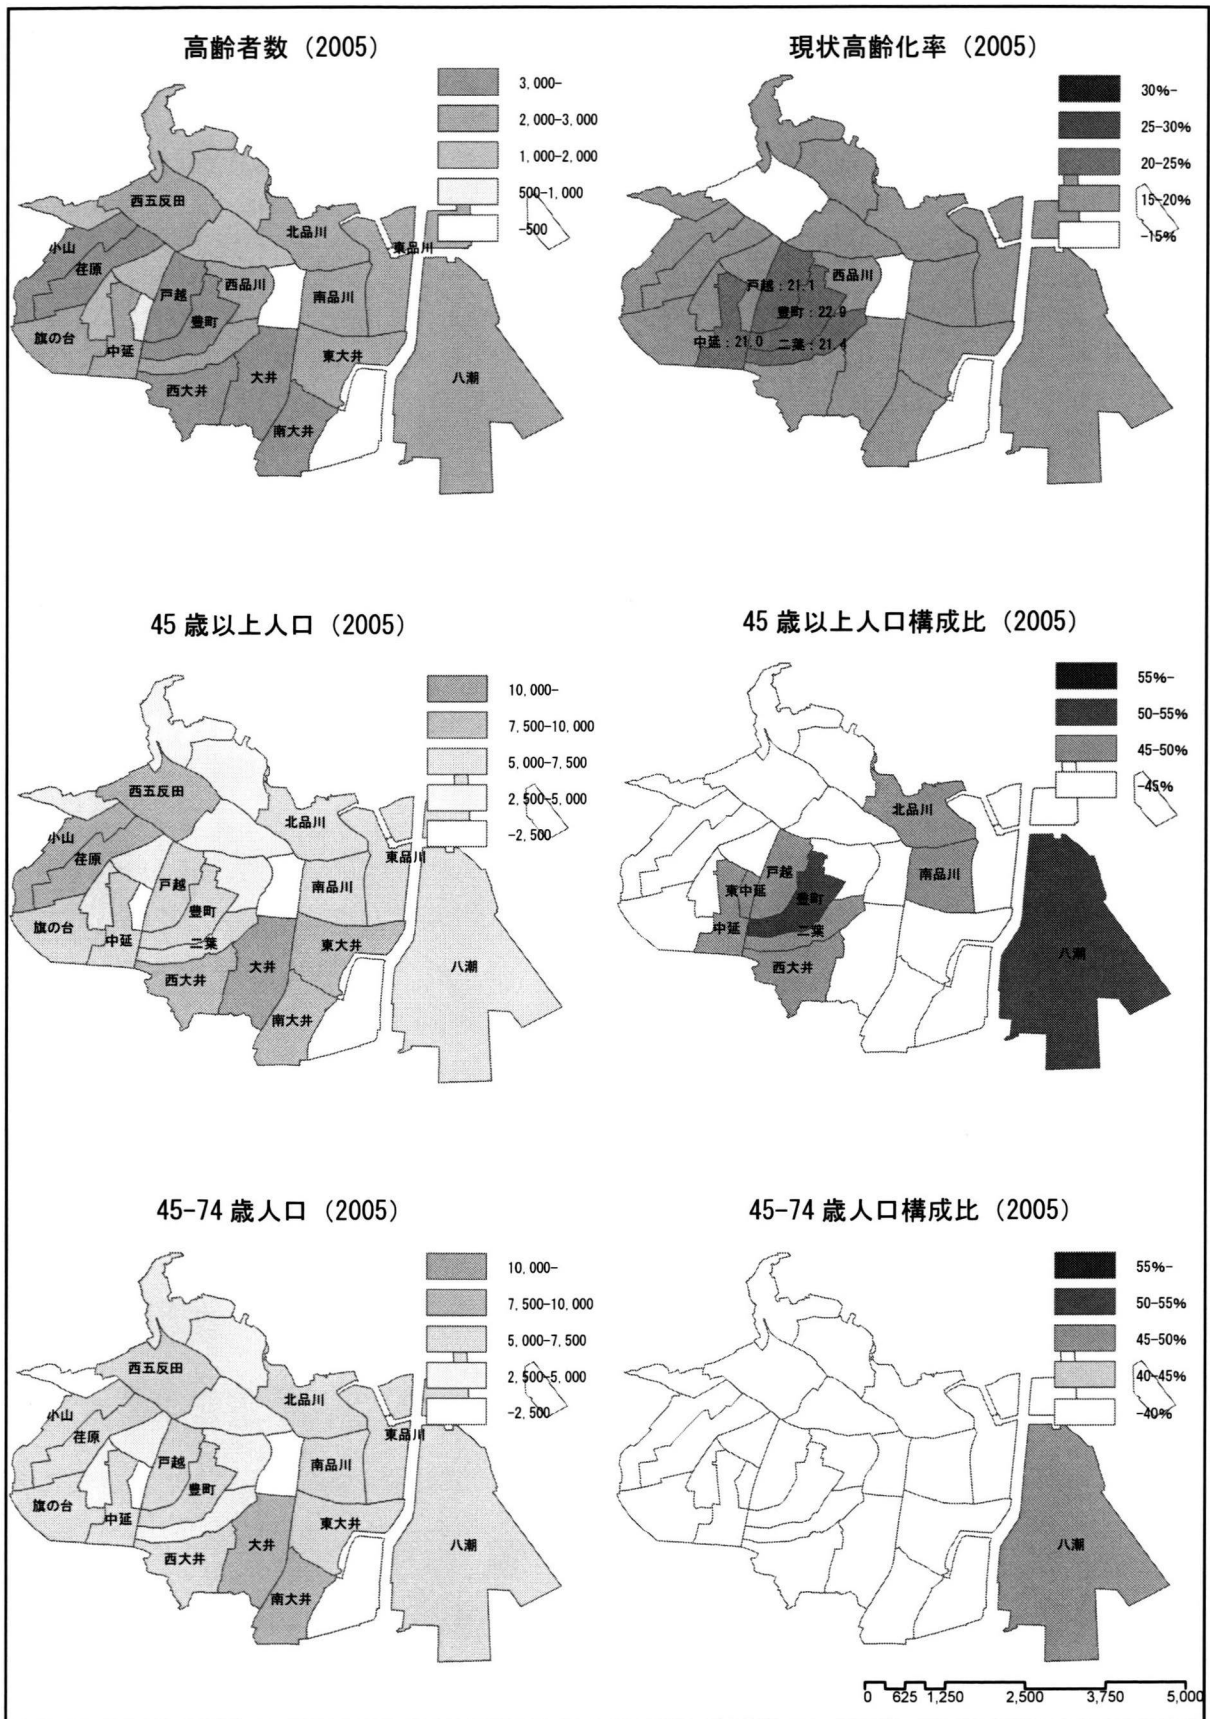 高齢者数（2005）
3,000-
2,000-3,000
1,000-2,000
500-1,000
-500
西五反田
北品川
東品川
小山
荏原
戸越
西品川
南品川
豊町
旗の台
中延
東大井
大井
八潮
西大井
南大井
現状高齢化率（2005）
30%-
25-30%
20-25%
15-20%
-15%
西品川
戸越：21.1
豊町：22.9
中延：21.0
二葉：21.4
45歳以上人口（2005）
10,000-
7,500-10,000
5,000-7,500
2,500-5,000
-2,500
西五反田
北品川
小山
荏原
東品川
戸越
南品川
豊町
旗の台
中延
二葉
東大井
大井
八潮
西大井
南大井
45歳以上人口構成比（2005）
55%-
50-55%
45-50%
-45%
北品川
戸越
南品川
東中延
豊町
中延
二葉
西大井
八潮
45-74歳人口（2005）
10,000-
7,500-10,000
5,000-7,500
2,500-5,000
-2,500
西五反田
北品川
小山
荏原
東品川
戸越
南品川
豊町
旗の台
中延
東大井
大井
八潮
西大井
南大井
45-74歳人口構成比（2005）
55%-
50-55%
45-50%
40-45%
-40%
八潮
0 625 1,250 2,500 3,750 5,000